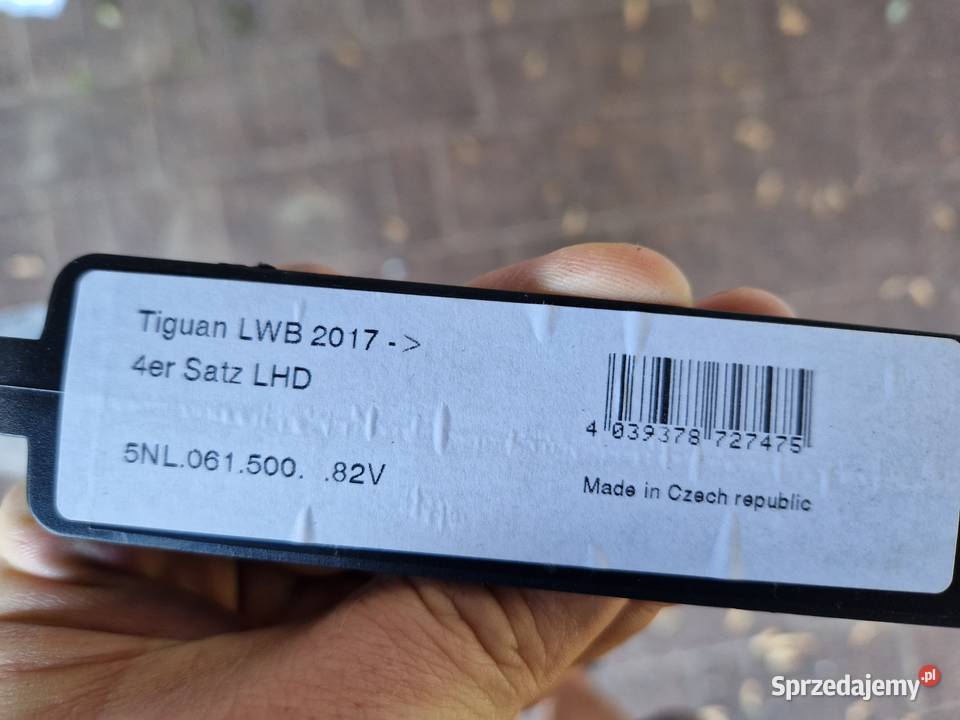 Tiguan LWB 2017 ->
4er Satz LHD
5NL.061.500. .82V
4 039378 727475
Made in Czech republic
Sprzedajemy.pl